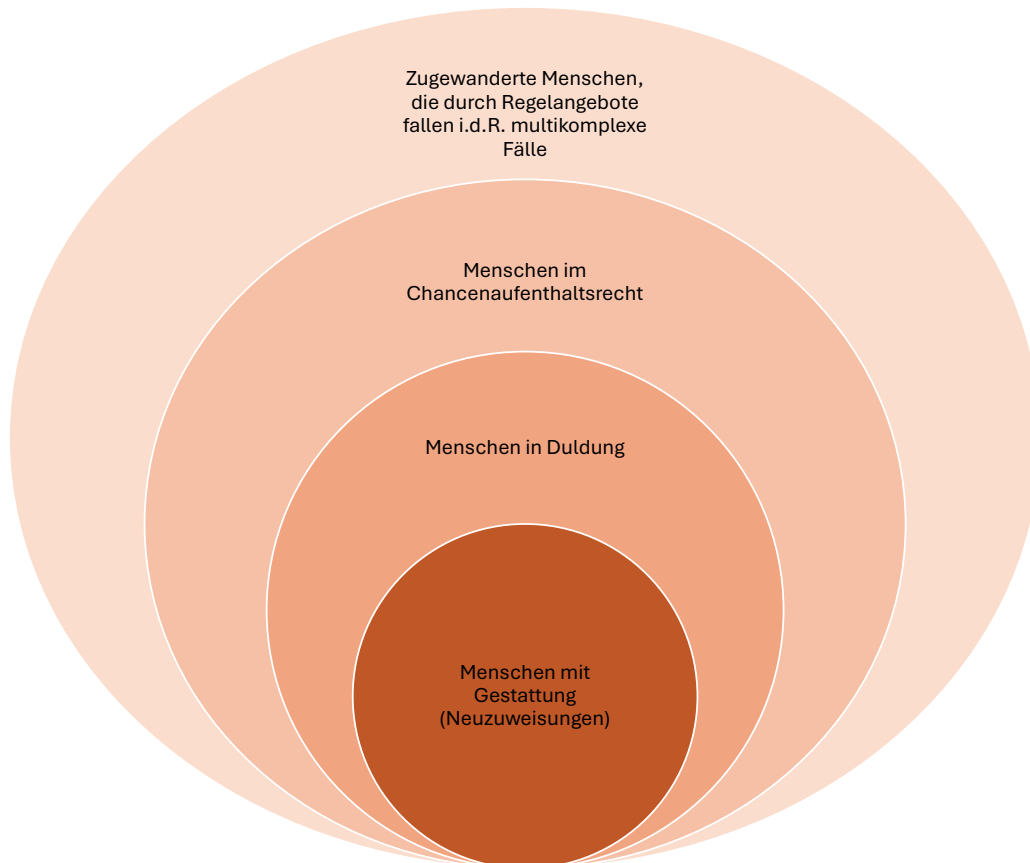 Zugewanderte Menschen,
die durch Regelangebote
fallen i.d.R. multikomplexe
Fälle
Menschen im
Chancenaufenthaltsrecht
Menschen in Duldung
Menschen mit
Gestattung
(Neuzuweisungen)